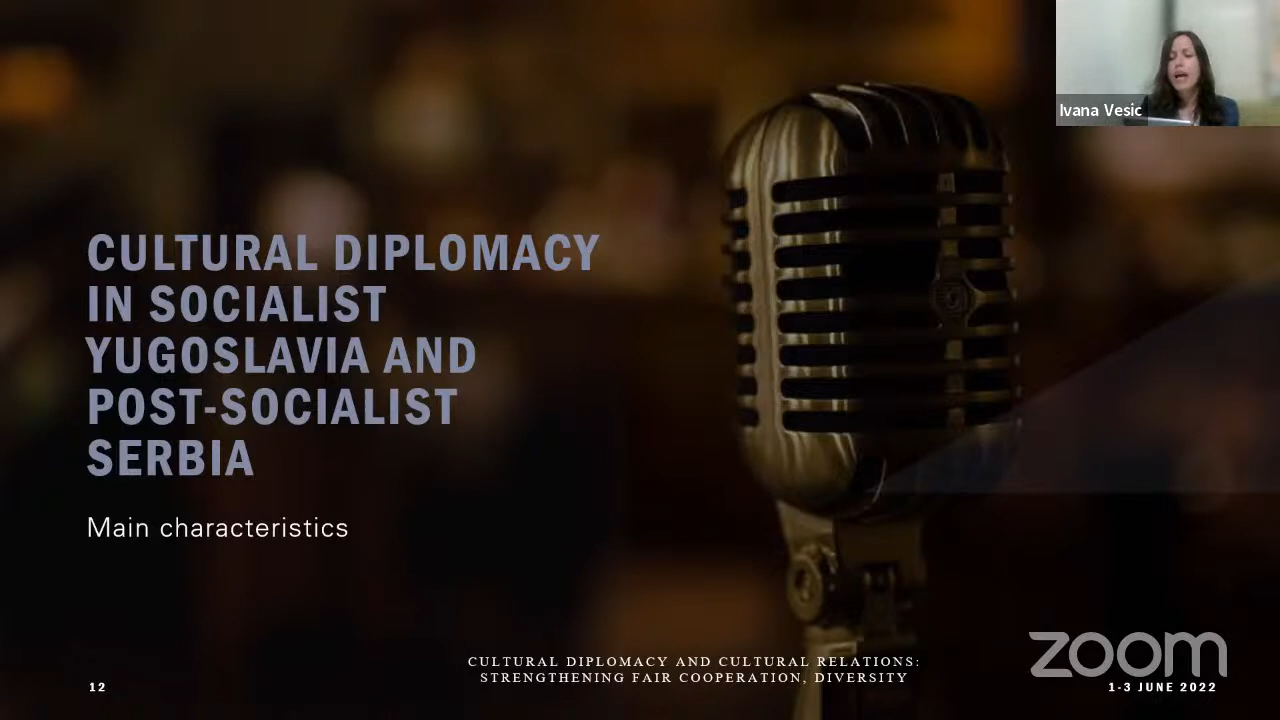 Ivana Vesic
CULTURAL DIPLOMACY
IN SOCIALIST
YUGOSLAVIA AND
POST-SOCIALIST
SERBIA
Main characteristics
CULTURAL DIPLOMACY AND CULTURAL RELATIONS:
STRENGTHENING FAIR COOPERATION, DIVERSITY
zoom
12
1-3 JUNE 2022